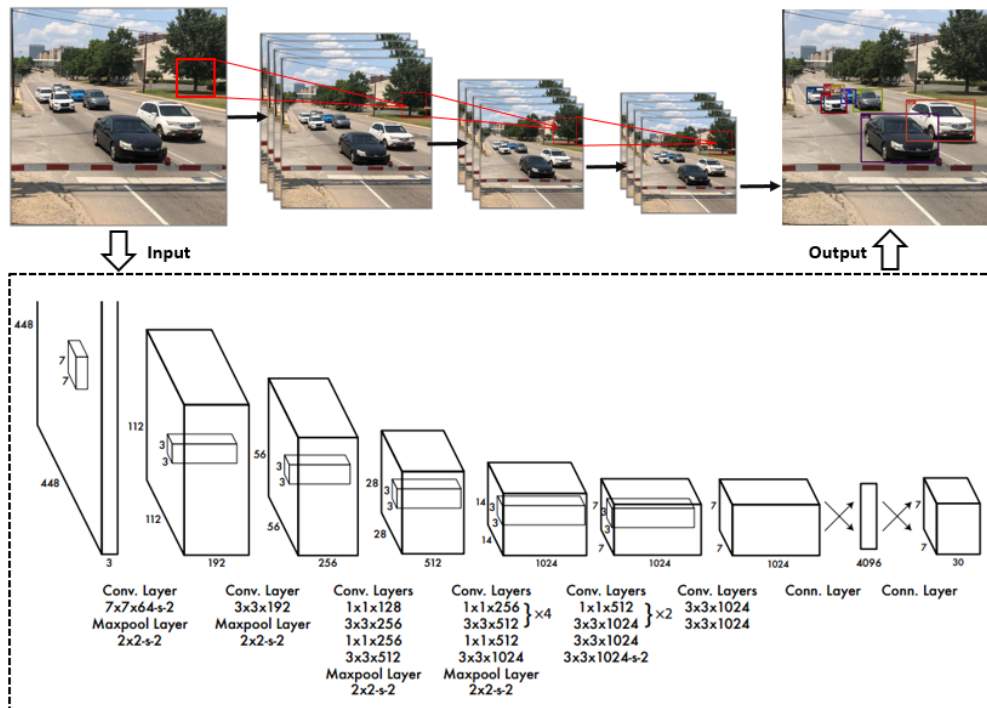 Input
Output
448
7
7
448
3
112
3
3
112
192
56
3
3
56
256
28
3
3
28
512
14
3
3
14
1024
7
3
3
7
1024
7
7
1024
4096
7
7
30
Conv. Layer
7x7x64-s-2
Maxpool Layer
2x2-s-2
Conv. Layer
3x3x192
Maxpool Layer
2x2-s-2
Conv. Layers
1x1x128
3x3x256
1x1x256
3x3x512
Maxpool Layer
2x2-s-2
Conv. Layers
1x1x256
3x3x512
×4
1x1x512
3x3x1024
Maxpool Layer
2x2-s-2
Conv. Layers
1x1x512
3x3x1024
×2
3x3x1024
3x3x1024-s-2
Conv. Layers
3x3x1024
3x3x1024
Conn. Layer
Conn. Layer